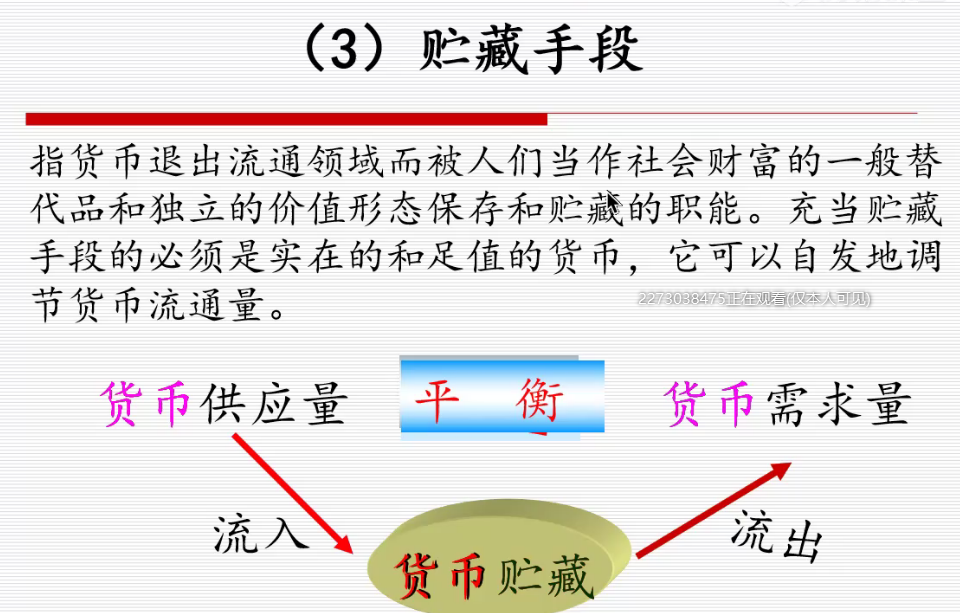 （3）贮藏手段
指货币退出流通领域而被人们当作社会财富的一般替
代品和独立的价值形态保存和贮藏的职能。充当贮藏
手段的必须是实在的和足值的货币，它可以自发地调
节货币流通量。
2273038475正在观看(仅本人可见)
货币供应量 平 衡 货币需求量
流入 流出
货币贮藏